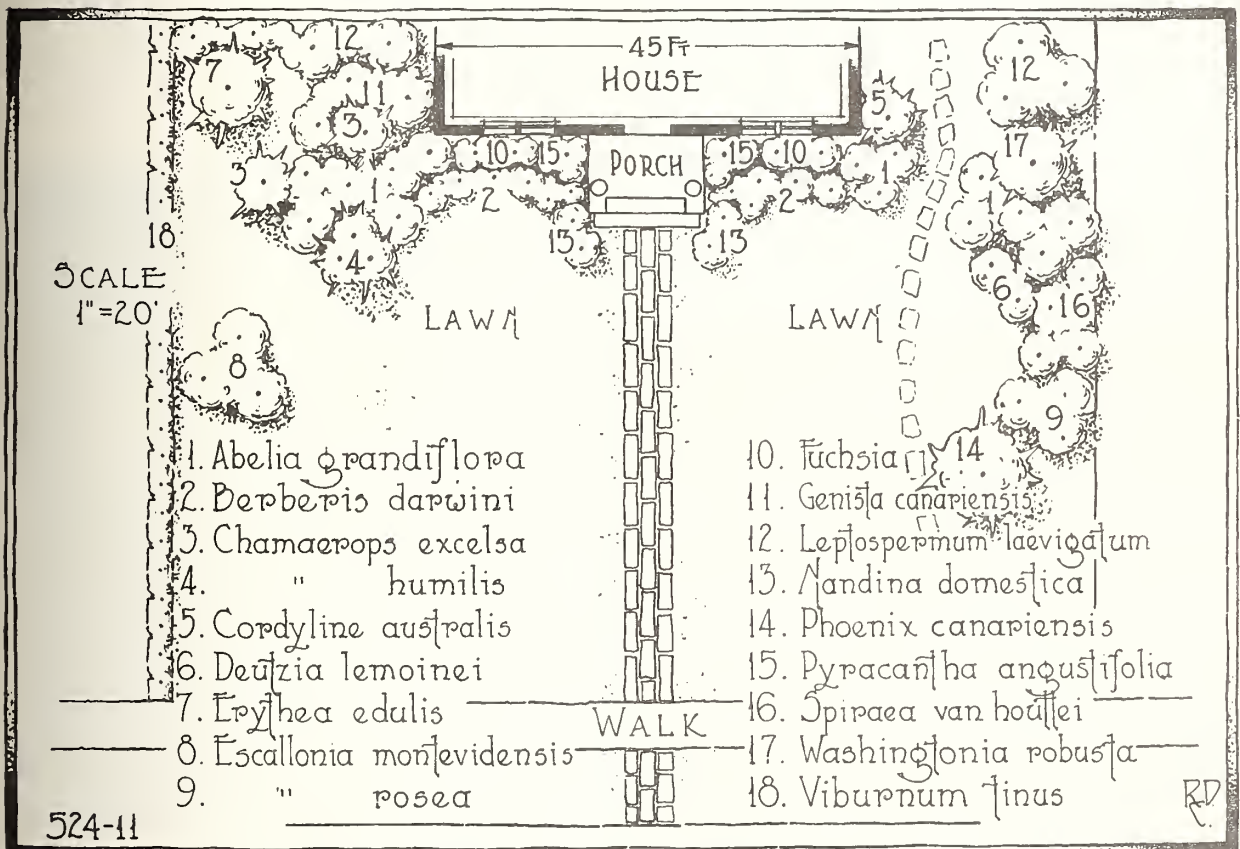 45 Ft
HOUSE
7
12
11
3
5
12
17
3
1
10
15
PORCH
15
10
1
2
2
1
18
4
13
13
6
16
SCALE
1"=20'
LAWN
LAWN
8
9
14
1. Abelia grandiflora
2. Berberis darwini
3. Chamaerops excelsa
4. " humilis
5. Cordyline australis
6. Deutzia lemoinei
7. Erythea edulis
8. Escallonia montevidensis
9. " rosea
10. Fuchsia
11. Genista canariensis
12. Leptospermum laevigatum
13. Nandina domestica
14. Phoenix canariensis
15. Pyracantha angustifolia
16. Spiraea van houttei
17. Washingtonia robusta
18. Viburnum tinus
WALK
524-11